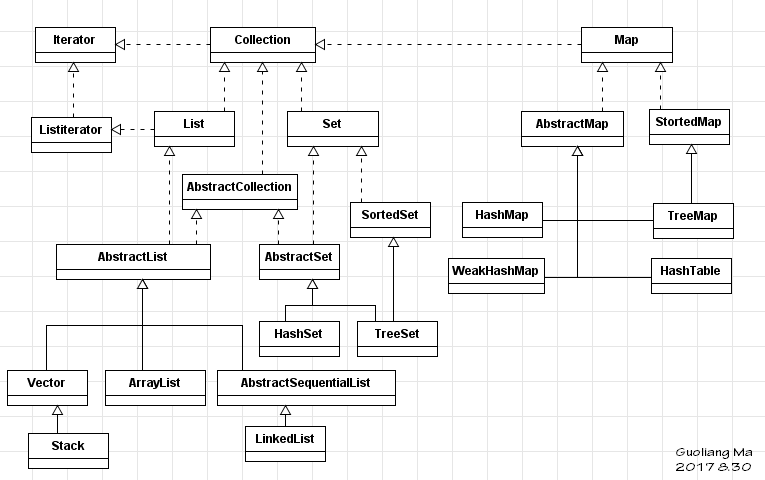 Iterator
Collection
Map
Listiterator
List
Set
AbstractMap
StortedMap
AbstractCollection
SortedSet
HashMap
TreeMap
AbstractList
AbstractSet
WeakHashMap
HashTable
HashSet
TreeSet
Vector
ArrayList
AbstractSequentialList
Stack
LinkedList
Guoliang Ma
2017.8.30